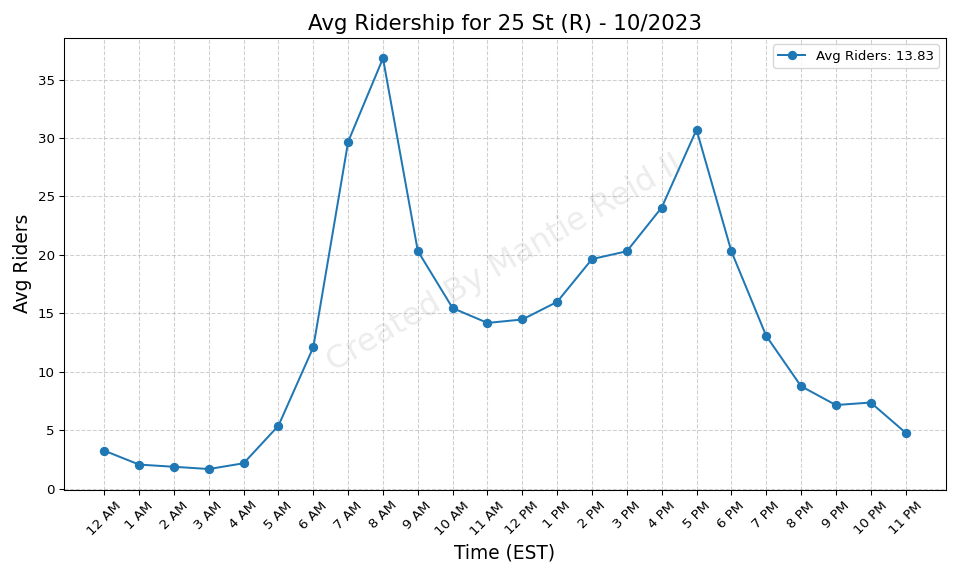 Avg Ridership for 25 St (R) - 10/2023
Avg Riders: 13.83
Avg Riders
35
30
25
20
15
10
5
0
Created By Mantie Reid II
12 AM
1 AM
2 AM
3 AM
4 AM
5 AM
6 AM
7 AM
8 AM
9 AM
10 AM
11 AM
12 PM
1 PM
2 PM
3 PM
4 PM
5 PM
6 PM
7 PM
8 PM
9 PM
10 PM
11 PM
Time (EST)